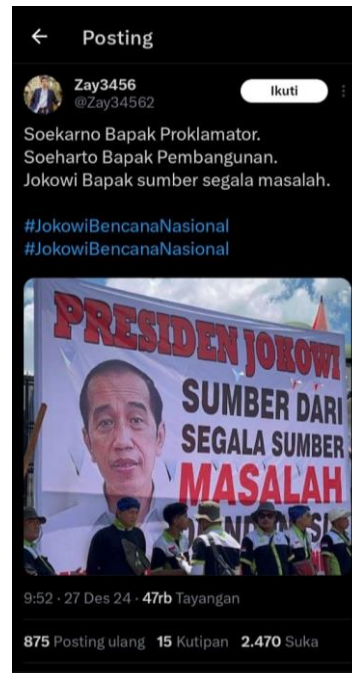 Posting
Zay3456
@Zay34562
Ikuti
Soekarno Bapak Proklamator.
Soeharto Bapak Pembangunan.
Jokowi Bapak sumber segala masalah.
#JokowiBencanaNasional
#JokowiBencanaNasional
PRESIDEN JOKOWI
SUMBER DARI
SEGALA SUMBER
MASALAH
9:52 · 27 Des 24 · 47rb Tayangan
875 Posting ulang 15 Kutipan 2.470 Suka